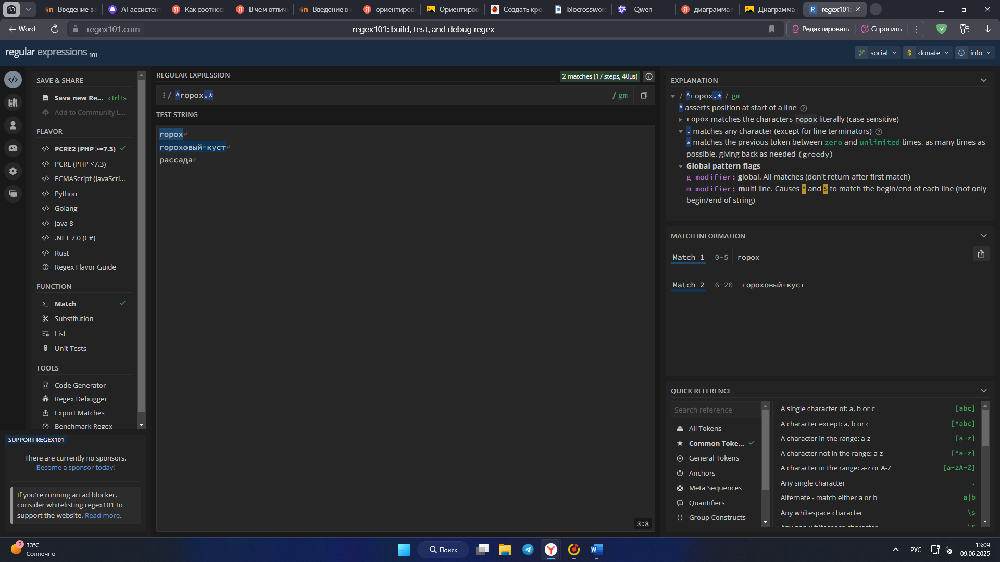 13
Введение в к
AI-ассистент
Как соотнос
В чем отлич
Введение в к
ориентирова
Ориентиров
Создать кро
biocrossword
Qwen
диаграмма п
Диаграмма
regex101:
Word
regex101.com
regex101: build, test, and debug regex
Редактировать
Спросить
regular expressions 101
social
donate
info
SAVE & SHARE
Save new Re... ctrl+s
Add to Community L...
FLAVOR
PCRE2 (PHP >=7.3)
PCRE (PHP <7.3)
ECMAScript (JavaScri...
Python
Golang
Java 8
.NET 7.0 (C#)
Rust
Regex Flavor Guide
FUNCTION
Match
Substitution
List
Unit Tests
TOOLS
Code Generator
Regex Debugger
Export Matches
Benchmark Regex
SUPPORT REGEX101
There are currently no sponsors.
Become a sponsor today!
If you're running an ad blocker,
consider whitelisting regex101 to
support the website. Read more.
REGULAR EXPRESSION
2 matches (17 steps, 40µs)
/ ^горох.* / gm
TEST STRING
горох
гороховый·куст
рассада
3:8
EXPLANATION
/ ^горох.* / gm
^ asserts position at start of a line
горох matches the characters горох literally (case sensitive)
. matches any character (except for line terminators)
* matches the previous token between zero and unlimited times, as many times as
possible, giving back as needed (greedy)
Global pattern flags
g modifier: global. All matches (don't return after first match)
m modifier: multi line. Causes ^ and $ to match the begin/end of each line (not only
begin/end of string)
MATCH INFORMATION
Match 1 0-5 горох
Match 2 6-20 гороховый·куст
QUICK REFERENCE
Search reference
All Tokens
Common Toke...
General Tokens
Anchors
Meta Sequences
Quantifiers
Group Constructs
A single character of: a, b or c [abc]
A character except: a, b or c [^abc]
A character in the range: a-z [a-z]
A character not in the range: a-z [^a-z]
A character in the range: a-z or A-Z [a-zA-Z]
Any single character .
Alternate - match either a or b a|b
Any whitespace character \s
Any non-whitespace character \S
2
33°C
Солнечно
Поиск
РУС
13:09
09.06.2025